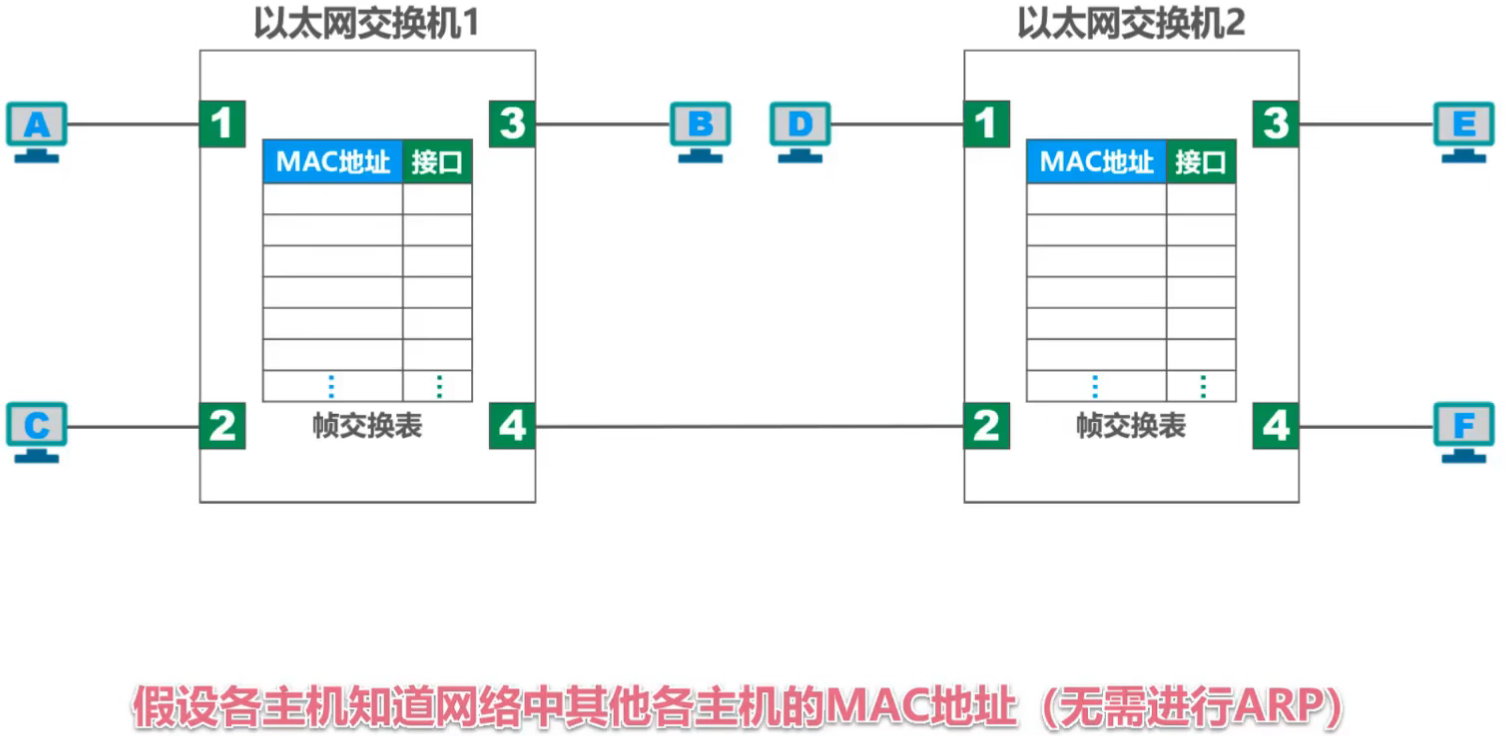 以太网交换机1 以太网交换机2
A 1 3 B D 1 3 E
MAC地址 接口 MAC地址 接口
C 2 帧交换表 4 2 帧交换表 4 F
假设各主机知道网络中其他各主机的MAC地址（无需进行ARP）